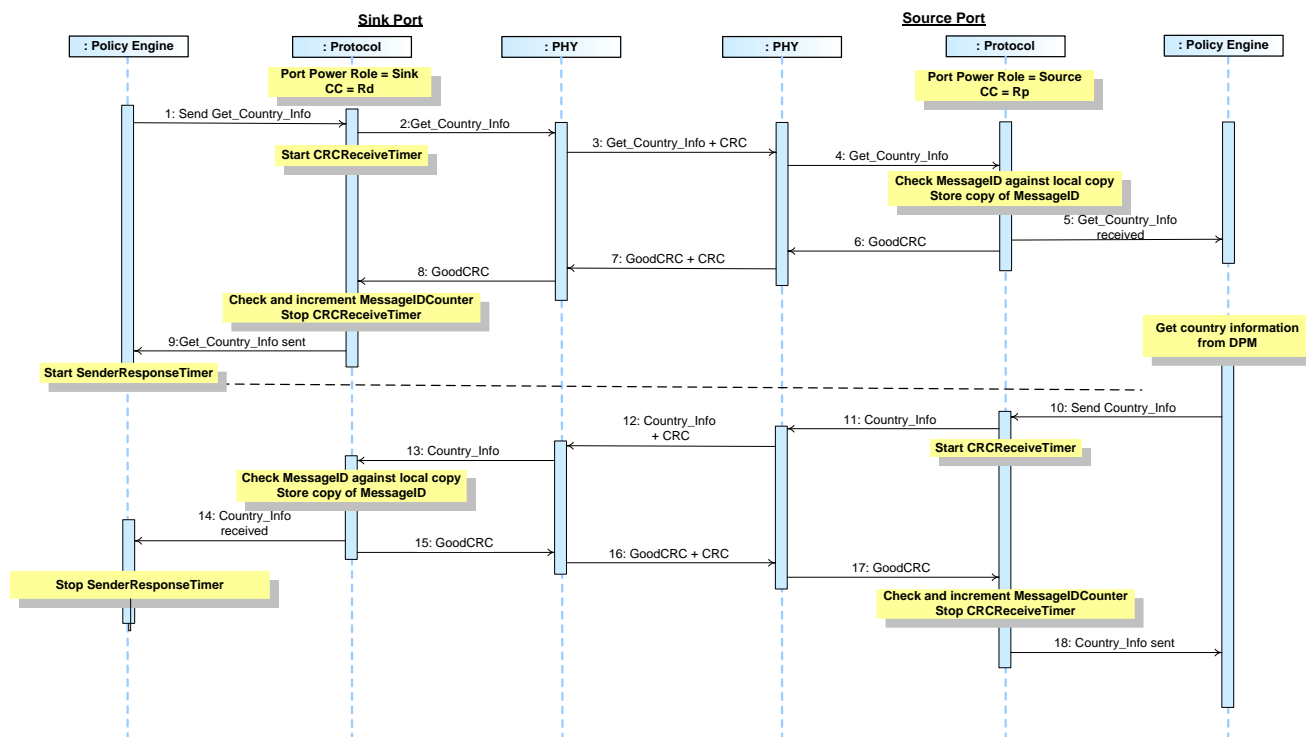 Sink Port
Source Port
: Policy Engine
: Protocol
: PHY
: PHY
: Protocol
: Policy Engine
Port Power Role = Sink
CC = Rd
Port Power Role = Source
CC = Rp
1: Send Get_Country_Info
2:Get_Country_Info
Start CRCReceiveTimer
3: Get_Country_Info + CRC
4: Get_Country_Info
Check MessageID against local copy
Store copy of MessageID
5: Get_Country_Info
received
6: GoodCRC
7: GoodCRC + CRC
8: GoodCRC
Check and increment MessageIDCounter
Stop CRCReceiveTimer
9:Get_Country_Info sent
Get country information
from DPM
Start SenderResponseTimer
10: Send Country_Info
11: Country_Info
Start CRCReceiveTimer
12: Country_Info
+ CRC
13: Country_Info
Check MessageID against local copy
Store copy of MessageID
14: Country_Info
received
15: GoodCRC
16: GoodCRC + CRC
17: GoodCRC
Stop SenderResponseTimer
Check and increment MessageIDCounter
Stop CRCReceiveTimer
18: Country_Info sent